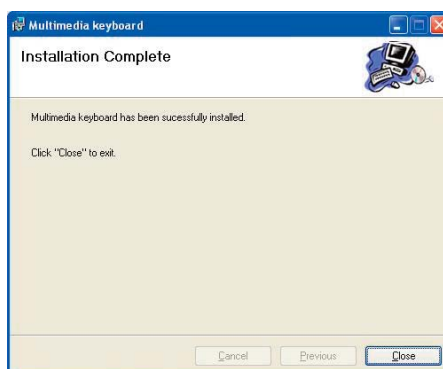 Multimedia keyboard
Installation Complete
Multimedia keyboard has been sucessfully installed.
Click "Close" to exit.
Cancel Previous Close